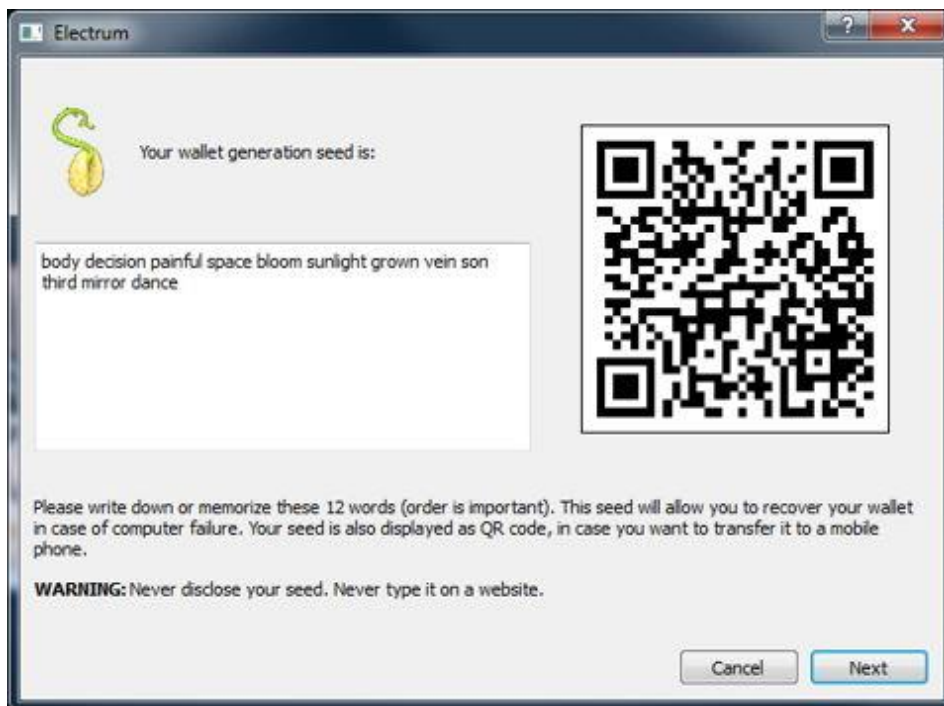 Electrum
Your wallet generation seed is:
body decision painful space bloom sunlight grown vein son
third mirror dance
Please write down or memorize these 12 words (order is important). This seed will allow you to recover your wallet
in case of computer failure. Your seed is also displayed as QR code, in case you want to transfer it to a mobile
phone.
WARNING: Never disclose your seed. Never type it on a website.
Cancel Next